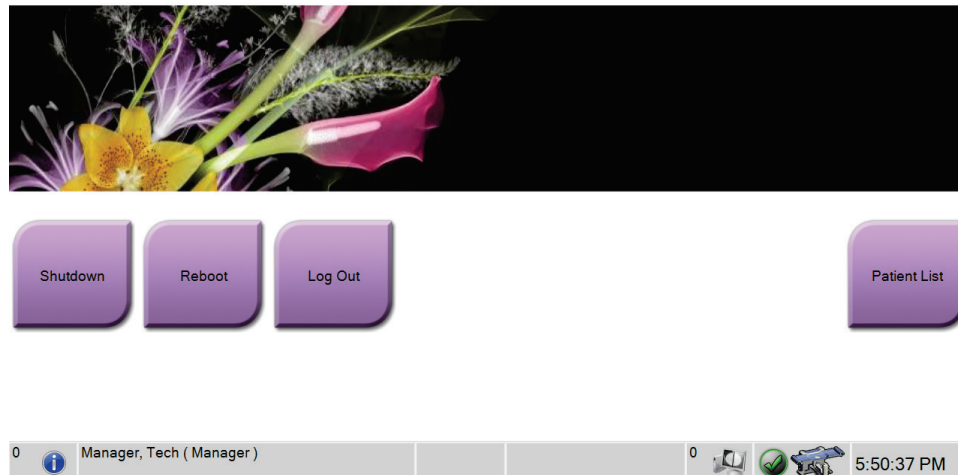 Shutdown
Reboot
Log Out
Patient List
0
Manager, Tech ( Manager )
0
5:50:37 PM